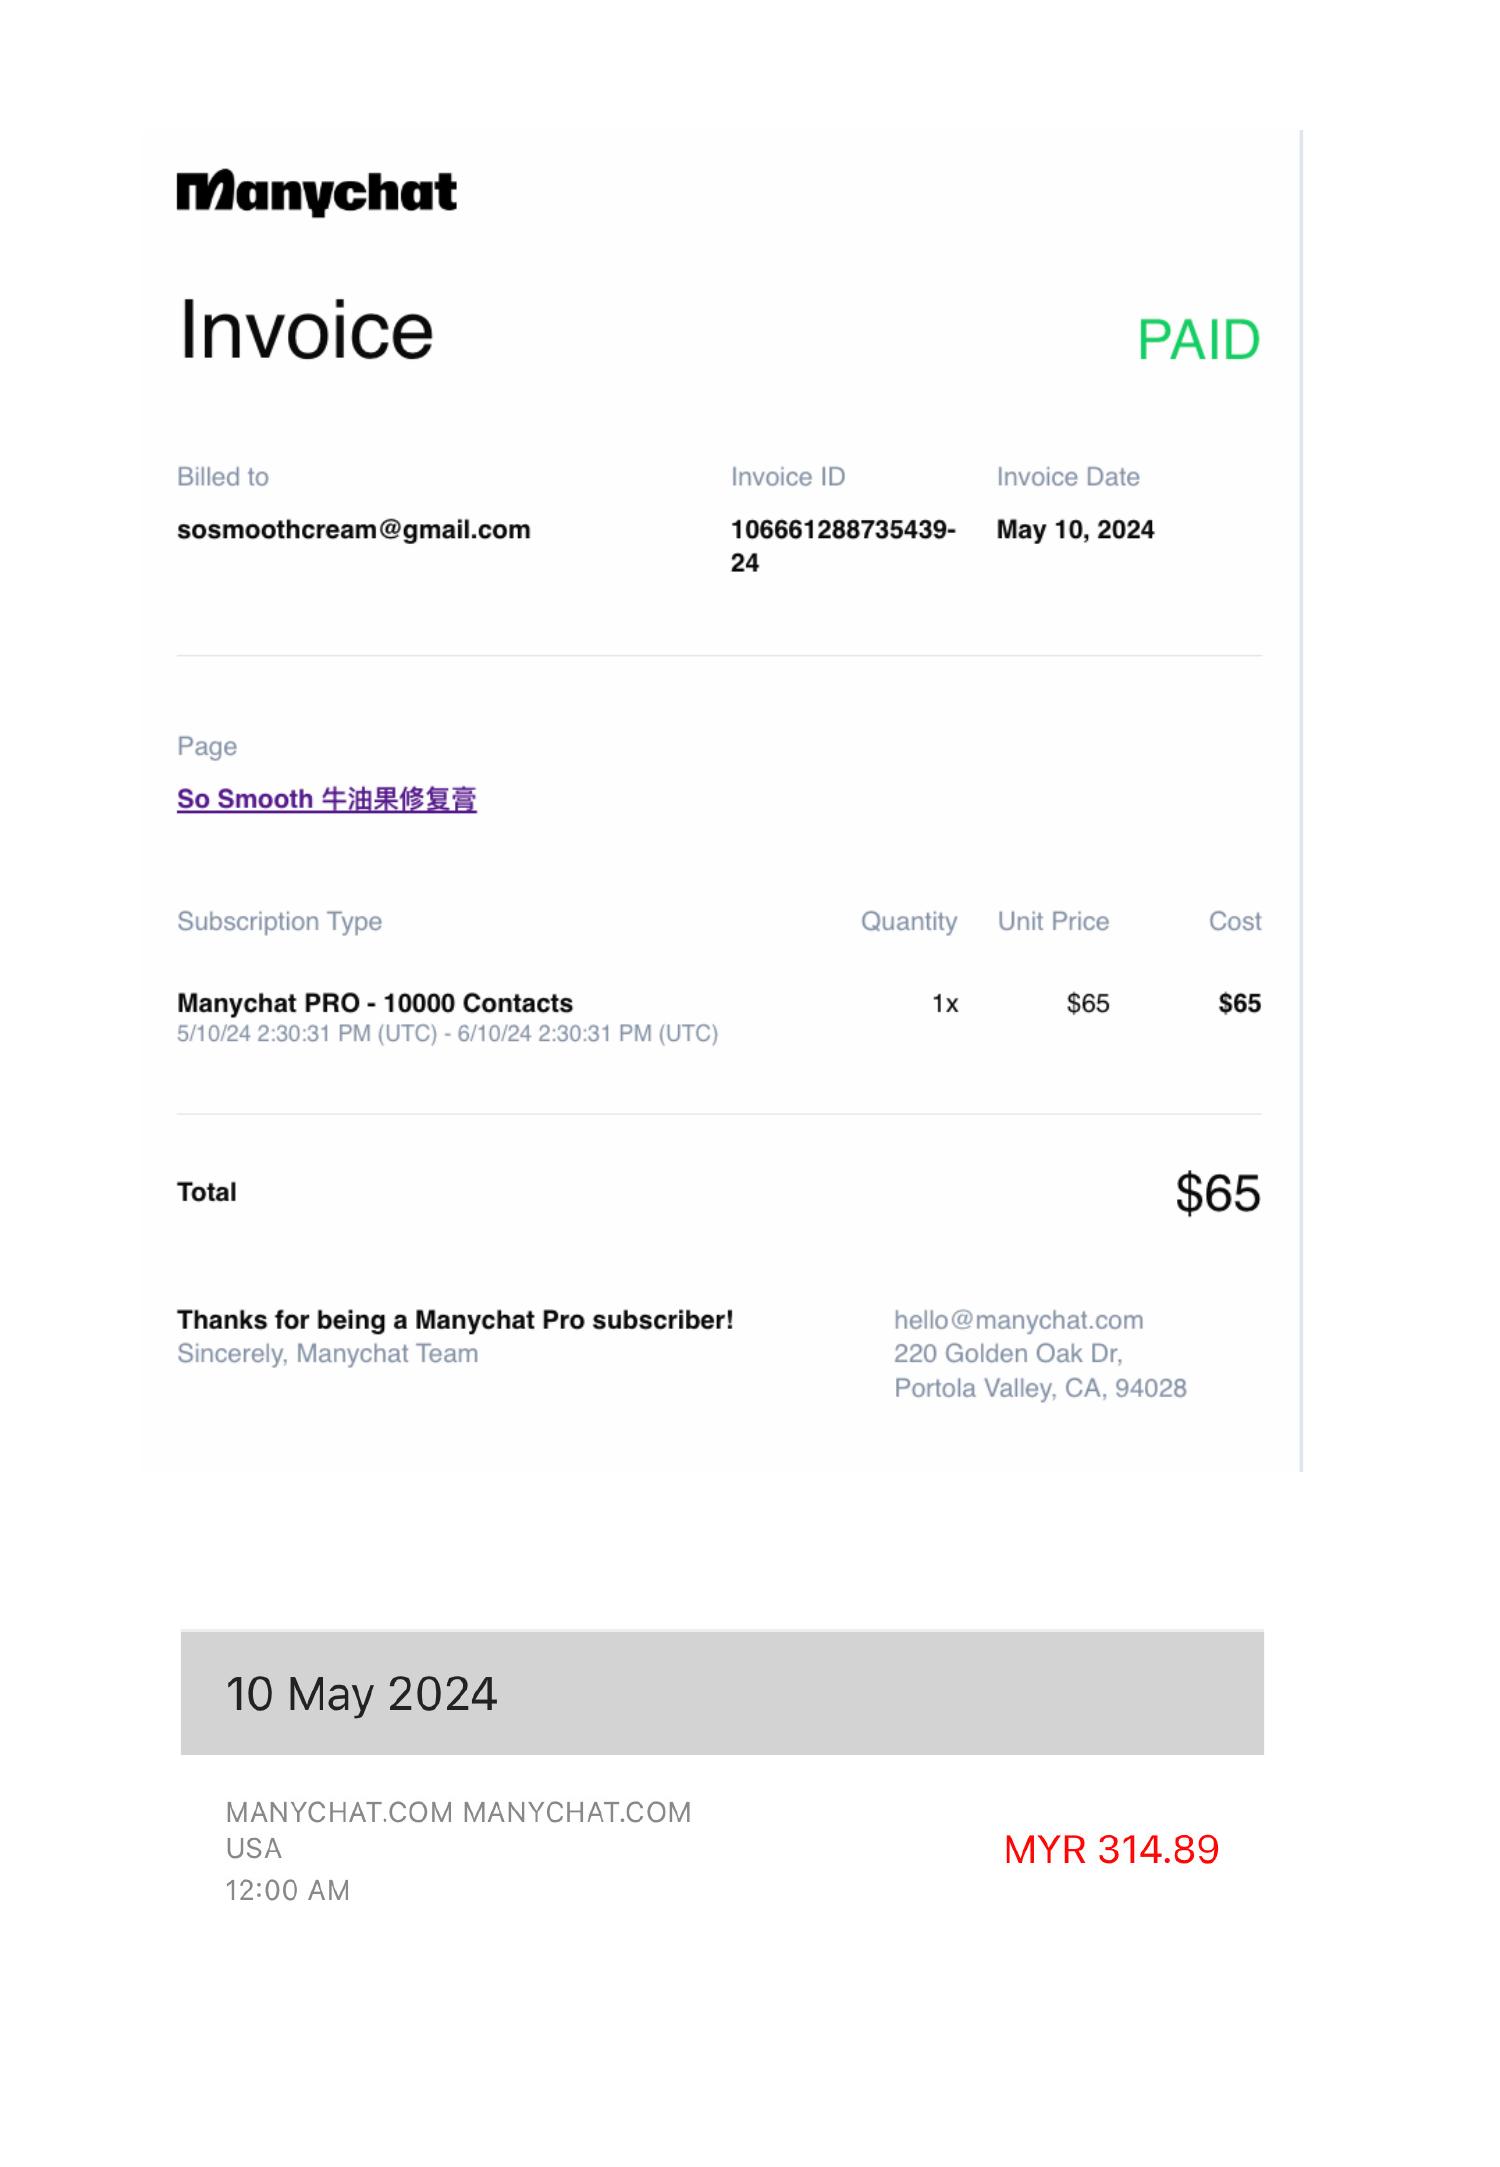 Manychat
Invoice
PAID
Billed to
Invoice ID
Invoice Date
sosmoothcream@gmail.com
106661288735439-
24
May 10, 2024
Page
So Smooth 牛油果修复膏
Subscription Type
Quantity
Unit Price
Cost
Manychat PRO - 10000 Contacts
1x
$65
$65
5/10/24 2:30:31 PM (UTC) - 6/10/24 2:30:31 PM (UTC)
Total
$65
Thanks for being a Manychat Pro subscriber!
Sincerely, Manychat Team
hello@manychat.com
220 Golden Oak Dr,
Portola Valley, CA, 94028
10 May 2024
MANYCHAT.COM MANYCHAT.COM
USA
12:00 AM
MYR 314.89